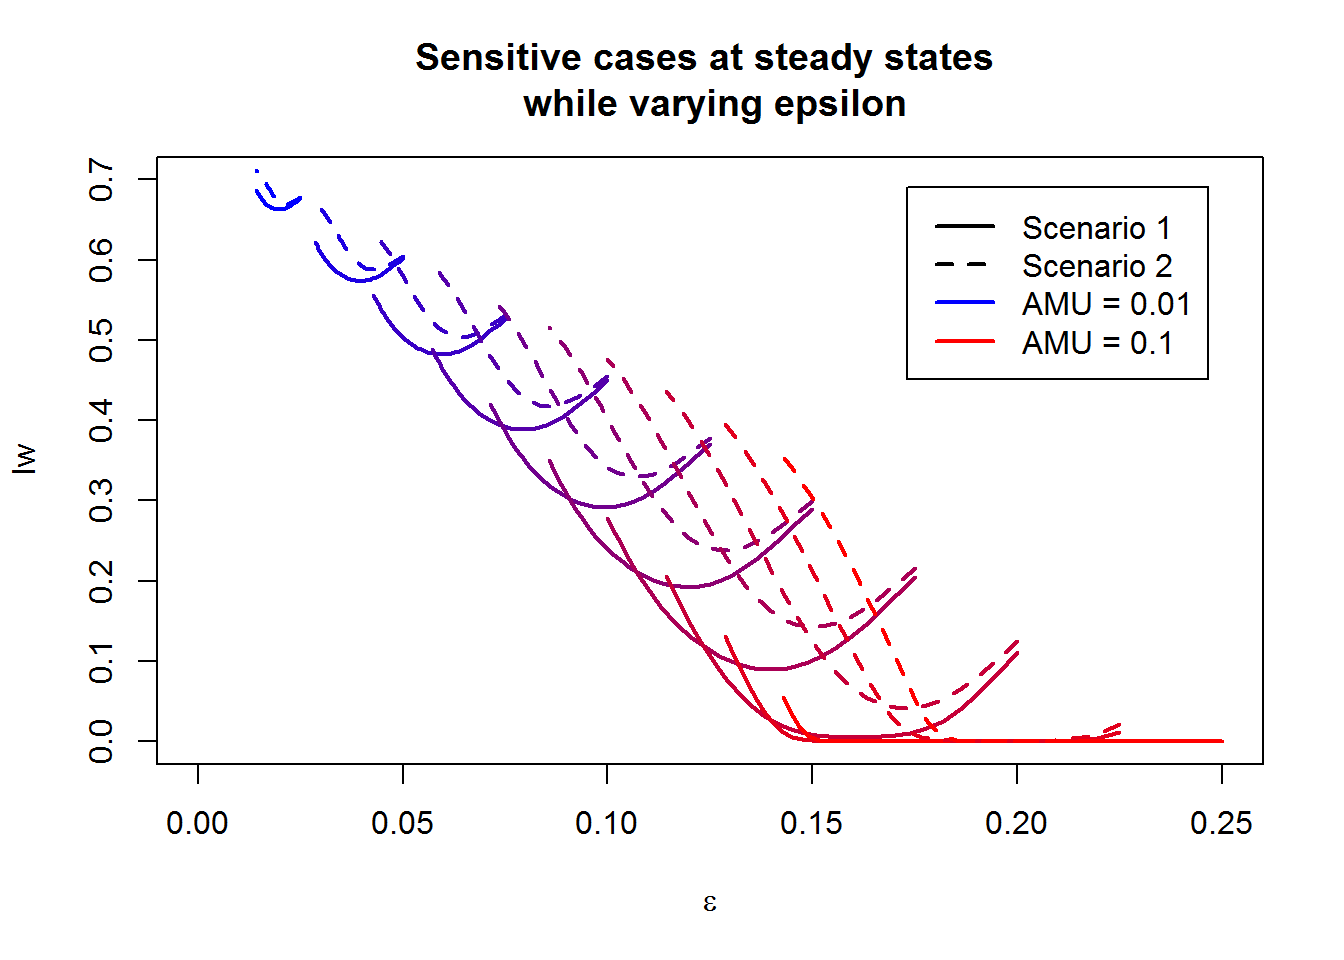 Sensitive cases at steady states
while varying epsilon
Iw
0.7
0.6
0.5
0.4
0.3
0.2
0.1
0.0
Scenario 1
Scenario 2
AMU = 0.01
AMU = 0.1
0.00 0.05 0.10 0.15 0.20 0.25
ε